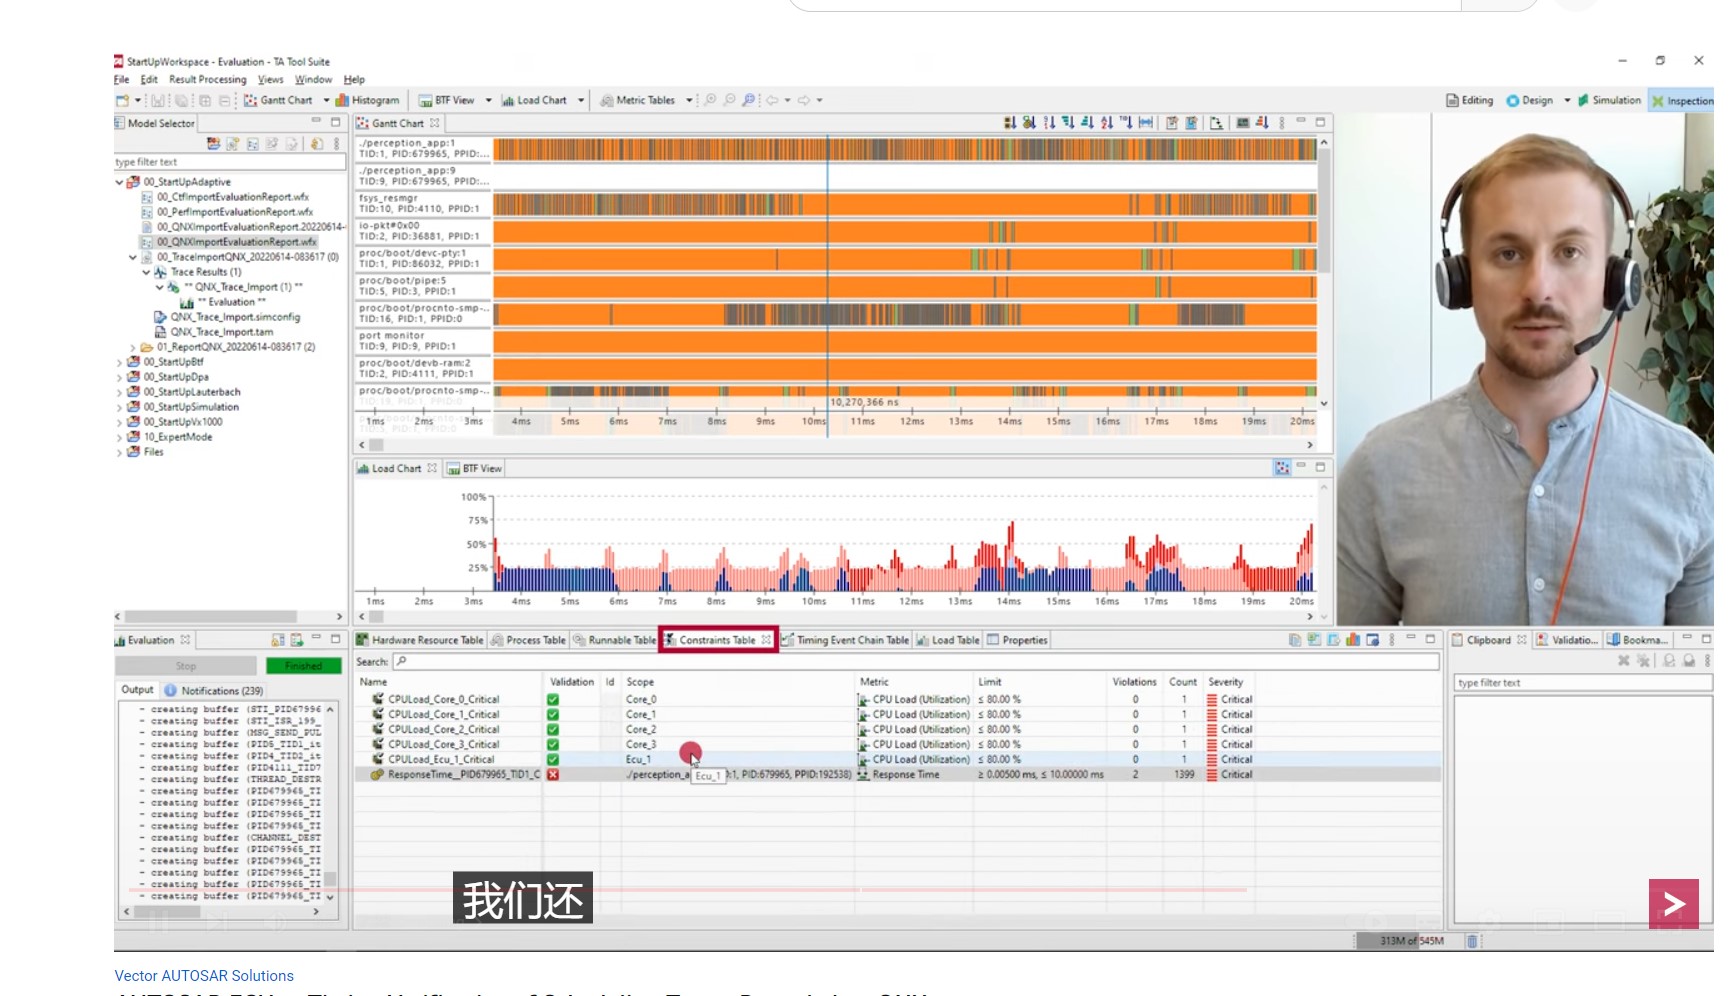 StartUpWorkspace - Evaluation - TA Tool Suite
File Edit Result Processing Views Window Help
Gantt Chart Histogram BTF View Load Chart Metric Tables Editing Design Simulation Inspection
Model Selector
type filter text
00_StartUpAdaptive
00_CtfImportEvaluationReport.wfx
00_PerfImportEvaluationReport.wfx
00_QNXImportEvaluationReport.20220614-
00_QNXImportEvaluationReport.wfx
00_TraceImportQNX_20220614-083617 (0)
Trace Results (1)
** QNX_Trace_Import (1) **
** Evaluation **
QNX_Trace_Import.simconfig
QNX_Trace_Import.tam
01_ReportQNX_20220614-083617 (2)
00_StartUpBtf
00_StartUpDpa
00_StartUpLauterbach
00_StartUpSimulation
00_StartUpVx1000
10_ExpertMode
Files
Gantt Chart
./perception_app:1
TID:1, PID:679965, PPID:...
./perception_app:9
TID:9, PID:679965, PPID:...
fsys_resmgr
TID:10, PID:4110, PPID:1
io-pkt#0x00
TID:2, PID:36881, PPID:1
proc/boot/devc-pty:1
TID:1, PID:86032, PPID:1
proc/boot/pipe:5
TID:5, PID:3, PPID:1
proc/boot/procnto-smp-..
TID:16, PID:1, PPID:0
port monitor
TID:9, PID:9, PPID:1
proc/boot/devb-ram:2
TID:2, PID:4111, PPID:1
proc/boot/procnto-smp-..
10,270,366 ns
1ms 2ms 3ms 4ms 5ms 6ms 7ms 8ms 9ms 10ms 11ms 12ms 13ms 14ms 15ms 16ms 17ms 18ms 19ms 20ms
Load Chart BTF View
100%
75%
50%
25%
1ms 2ms 3ms 4ms 5ms 6ms 7ms 8ms 9ms 10ms 11ms 12ms 13ms 14ms 15ms 16ms 17ms 18ms 19ms 20ms
Evaluation
Stop Finished
Output Notifications (239)
- creating buffer (STI_PID67996
- creating buffer (STI_ISR_199_
- creating buffer (MSG_SEND_PUL
- creating buffer (PID5_TID1_it
- creating buffer (PID4_TID2_it
- creating buffer (PID4111_TID7
- creating buffer (THREAD_DESTR
- creating buffer (PID679965_TI
- creating buffer (PID679965_TI
- creating buffer (PID679965_TI
- creating buffer (PID679965_TI
- creating buffer (CHANNEL_DEST
- creating buffer (PID679965_TI
- creating buffer (PID679965_TI
- creating buffer (PID679965_TI
- creating buffer (PID679965_TI
- creating buffer (PID679965_TI
Hardware Resource Table Process Table Runnable Table Constraints Table Timing Event Chain Table Load Table Properties
Search:
Name Validation Id Scope Metric Limit Violations Count Severity
CPULoad_Core_0_Critical Core_0 CPU Load (Utilization) ≤ 80.00 % 0 1 Critical
CPULoad_Core_1_Critical Core_1 CPU Load (Utilization) ≤ 80.00 % 0 1 Critical
CPULoad_Core_2_Critical Core_2 CPU Load (Utilization) ≤ 80.00 % 0 1 Critical
CPULoad_Core_3_Critical Core_3 CPU Load (Utilization) ≤ 80.00 % 0 1 Critical
CPULoad_Ecu_1_Critical Ecu_1 CPU Load (Utilization) ≤ 80.00 % 0 1 Critical
ResponseTime__PID679965_TID1_C ./perception_a :1, PID:679965, PPID:192538) Response Time ≥ 0.00500 ms, ≤ 10.00000 ms 2 1399 Critical
Ecu_1
Clipboard Validatio... Bookma...
type filter text
我们还
313M of 545M
Vector AUTOSAR Solutions